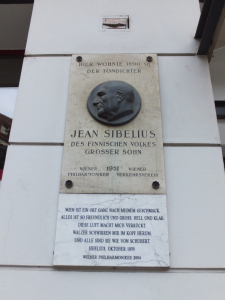 HIER WOHNTE 1890/91
DER TONDICHTER
JEAN SIBELIUS
DES FINNISCHEN VOLKES
GROSSER SOHN
WIENER 1951 WIENER
PHILHARMONIKER VERKEHRSVEREIN
WIEN IST EIN ORT GANZ NACH MEINEM GESCHMACK.
ALLES IST SO FREUNDLICH UND GROSS, HELL UND KLAR.
DIESE LUFT MACHT MICH VERRÜCKT.
WALZER SCHWIRREN MIR IM KOPF HERUM,
UND ALLE SIND SIE WIE VON SCHUBERT.
SIBELIUS, OKTOBER 1890
WIENER PHILHARMONIKER 2004